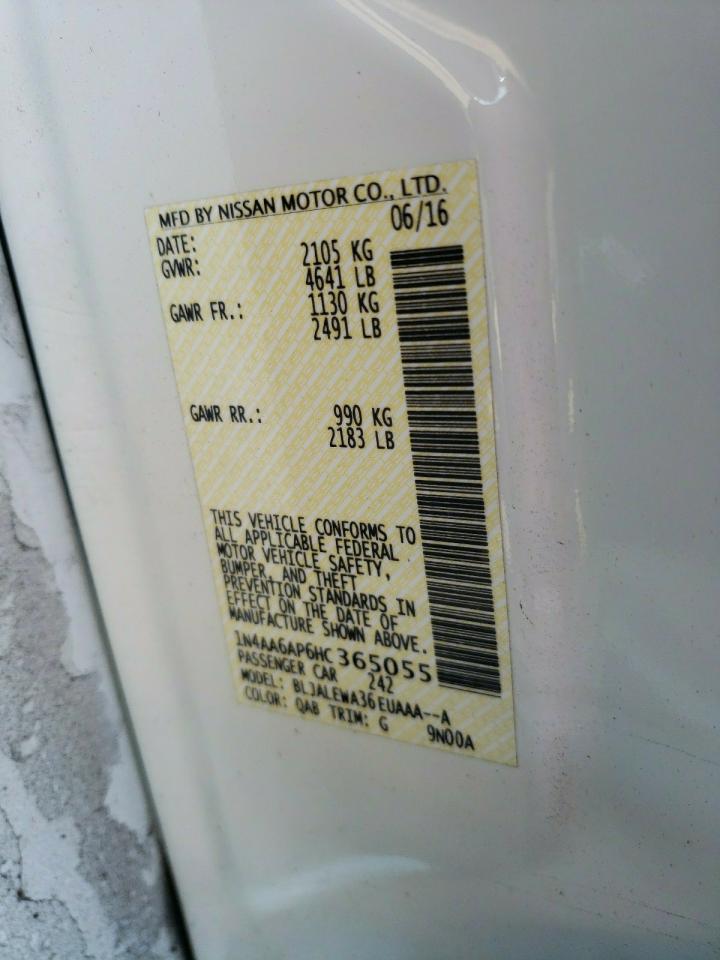 MFD BY NISSAN MOTOR CO., LTD.
DATE: 06/16
GVWR: 2105 KG
4641 LB
GAWR FR.: 1130 KG
2491 LB
GAWR RR.: 990 KG
2183 LB
THIS VEHICLE CONFORMS TO
ALL APPLICABLE FEDERAL
MOTOR VEHICLE SAFETY,
BUMPER, AND THEFT
PREVENTION STANDARDS IN
EFFECT ON THE DATE OF
MANUFACTURE SHOWN ABOVE.
1N4AA6AP6HC365055
PASSENGER CAR 242
MODEL: BLJALEWA36EUAAA--A
COLOR: QAB TRIM: G 9N00A